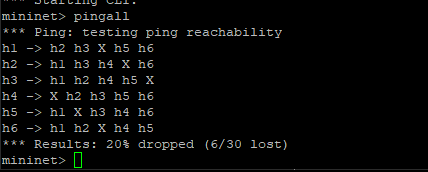 *** Starting CLI:
mininet> pingall
*** Ping: testing ping reachability
h1 -> h2 h3 X h5 h6
h2 -> h1 h3 h4 X h6
h3 -> h1 h2 h4 h5 X
h4 -> X h2 h3 h5 h6
h5 -> h1 X h3 h4 h6
h6 -> h1 h2 X h4 h5
*** Results: 20% dropped (6/30 lost)
mininet>